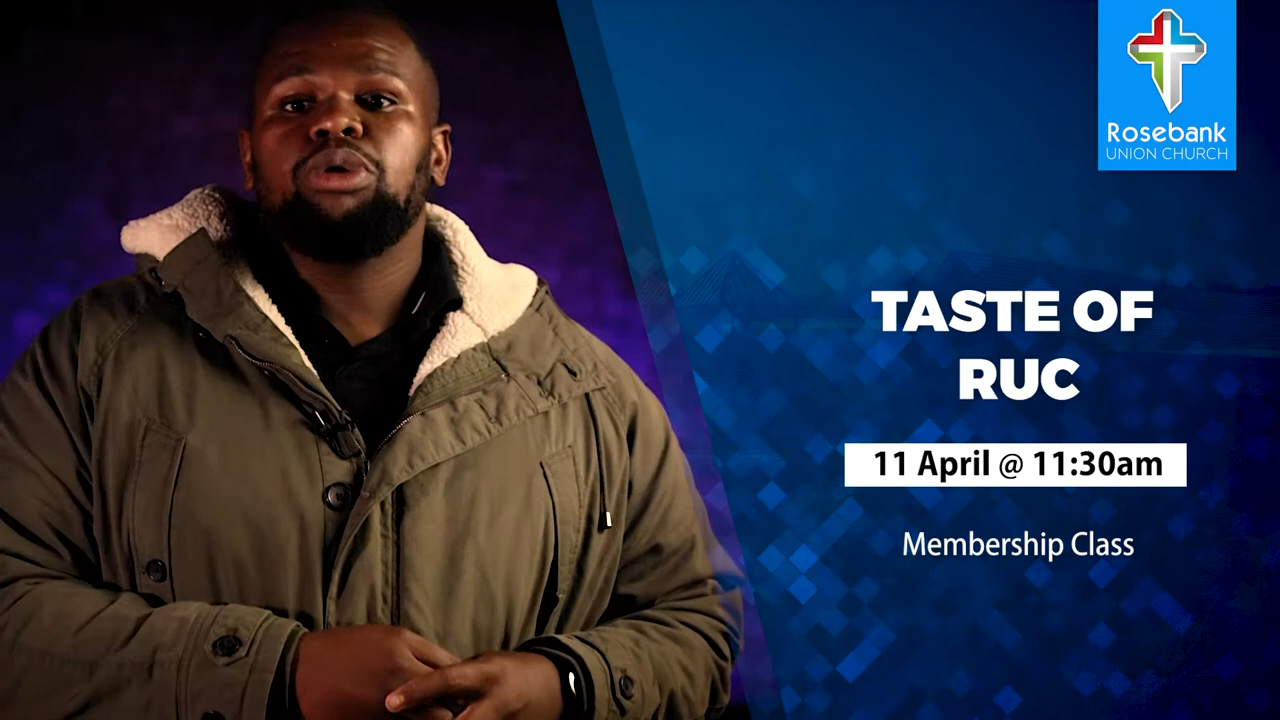 Rosebank
UNION CHURCH
TASTE OF
RUC
11 April @ 11:30am
Membership Class